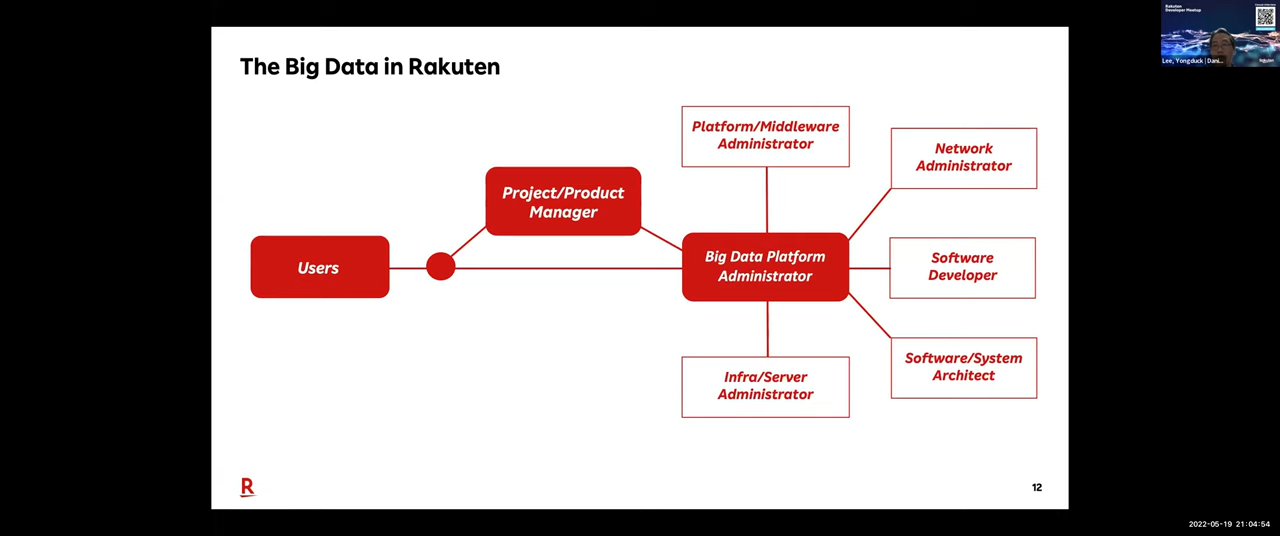 The Big Data in Rakuten
Platform/Middleware
Administrator
Network
Administrator
Project/Product
Manager
Users
Big Data Platform
Administrator
Software
Developer
Software/System
Architect
Infra/Server
Administrator
R
12
Rakuten
Developer Meetup
Lee, Yongduck | Dani...
Rakuten
2022-05-19 21:04:54